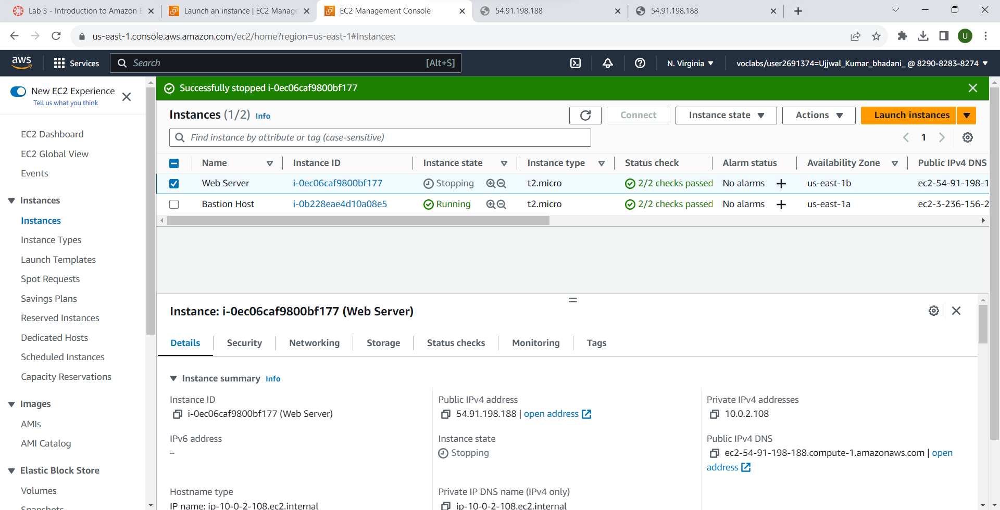 Lab 3 - Introduction to Amazon E
Launch an instance | EC2 Manage
EC2 Management Console
54.91.198.188
54.91.198.188
us-east-1.console.aws.amazon.com/ec2/home?region=us-east-1#Instances:
U
aws
Services
Search
[Alt+S]
N. Virginia
voclabs/user2691374=Ujjwal_Kumar_bhadani_ @ 8290-8283-8274
New EC2 Experience
Tell us what you think
Successfully stopped i-0ec06caf9800bf177
EC2 Dashboard
EC2 Global View
Events
Instances
Instances
Instance Types
Launch Templates
Spot Requests
Savings Plans
Reserved Instances
Dedicated Hosts
Scheduled Instances
Capacity Reservations
Images
AMIs
AMI Catalog
Elastic Block Store
Volumes
Snapshots
Instances (1/2) Info
Connect
Instance state
Actions
Launch instances
Find instance by attribute or tag (case-sensitive)
1
Name Instance ID Instance state Instance type Status check Alarm status Availability Zone Public IPv4 DNS
Web Server i-0ec06caf9800bf177 Stopping t2.micro 2/2 checks passed No alarms + us-east-1b ec2-54-91-198-1
Bastion Host i-0b228eae4d10a08e5 Running t2.micro 2/2 checks passed No alarms + us-east-1a ec2-3-236-156-2
Instance: i-0ec06caf9800bf177 (Web Server)
Details Security Networking Storage Status checks Monitoring Tags
Instance summary Info
Instance ID
i-0ec06caf9800bf177 (Web Server)
Public IPv4 address
54.91.198.188 | open address
Private IPv4 addresses
10.0.2.108
IPv6 address
–
Instance state
Stopping
Public IPv4 DNS
ec2-54-91-198-188.compute-1.amazonaws.com | open
address
Hostname type
IP name: ip-10-0-2-108.ec2.internal
Private IP DNS name (IPv4 only)
ip-10-0-2-108.ec2.internal